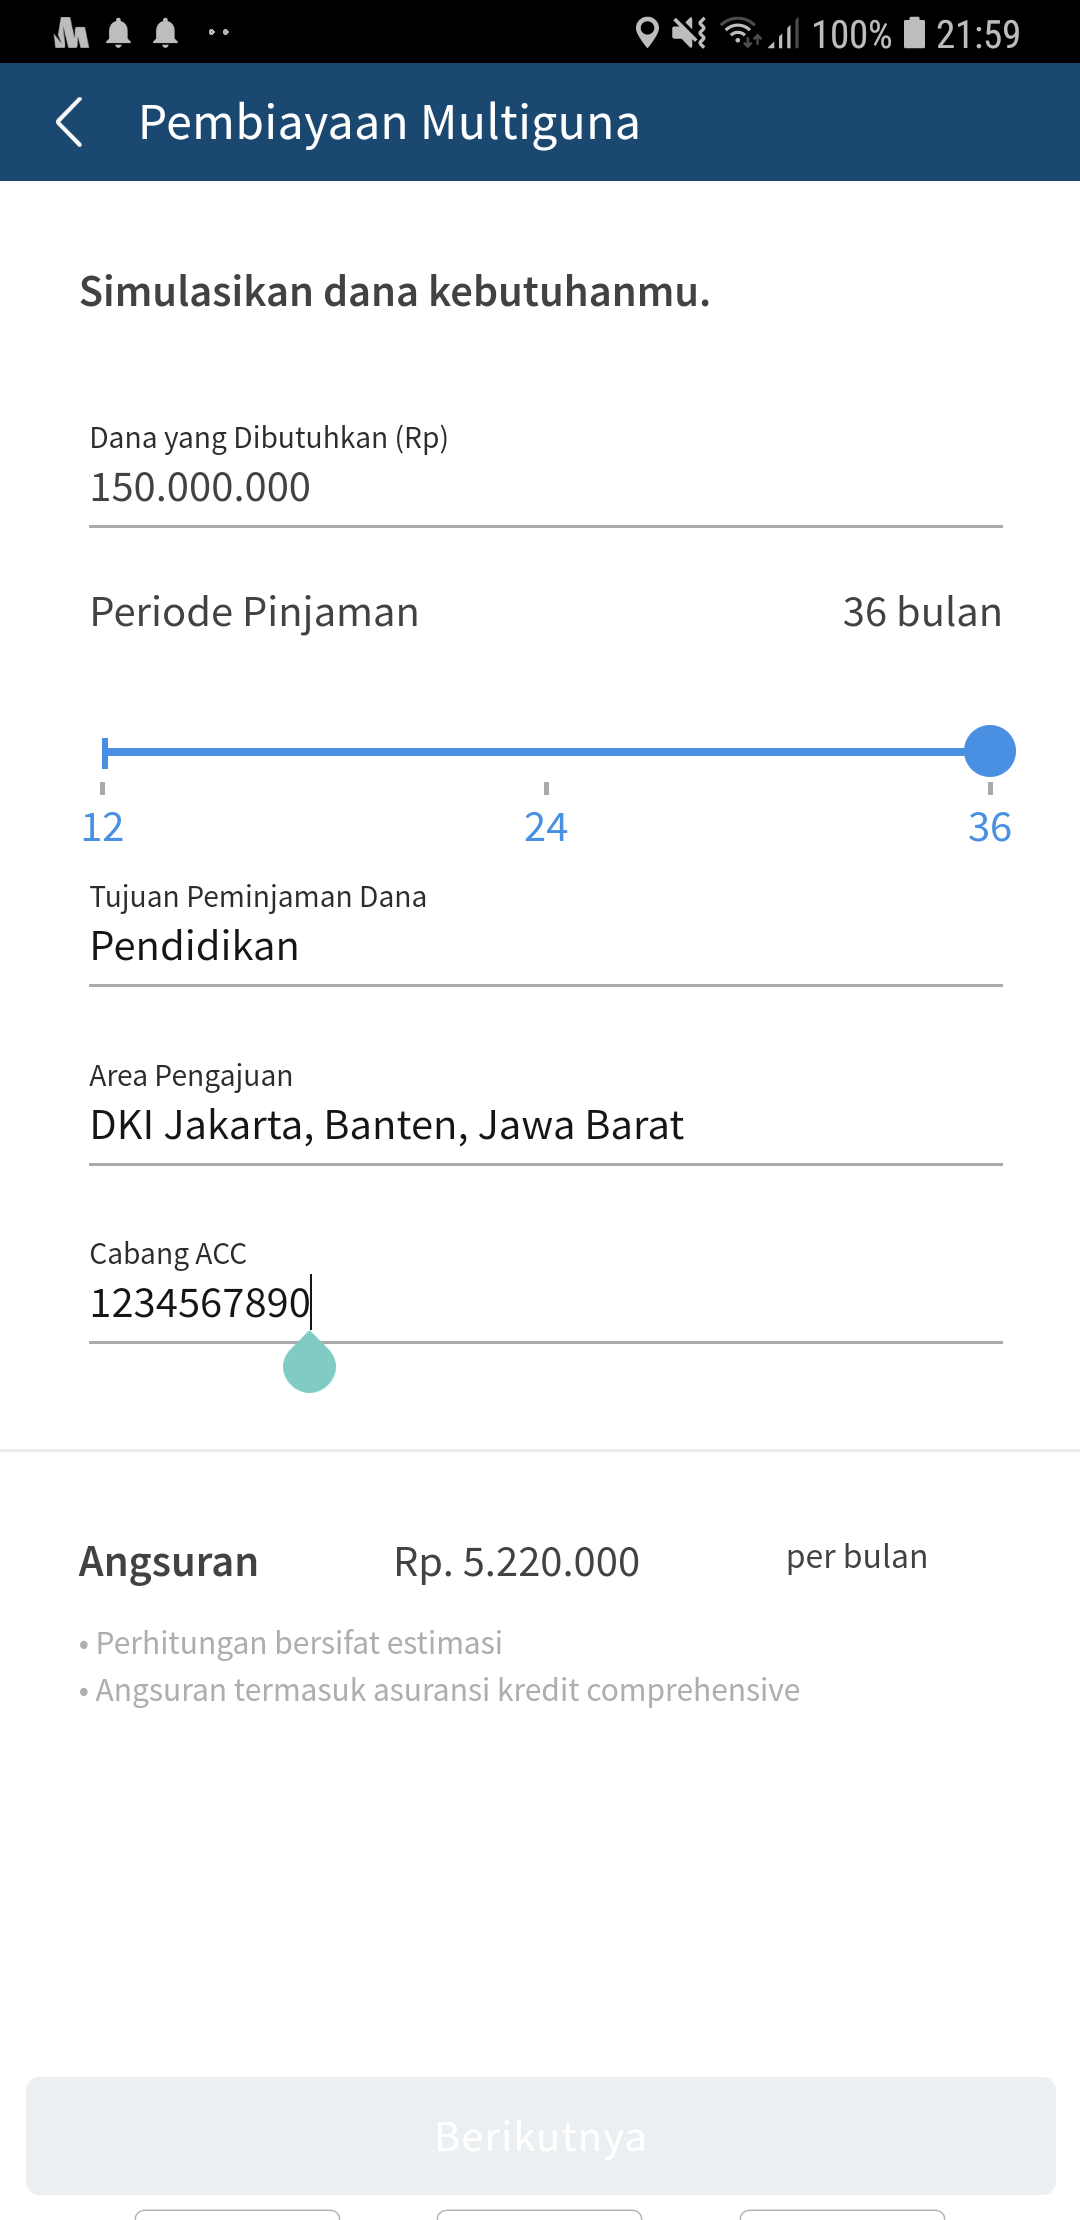 100% 21:59
Pembiayaan Multiguna
Simulasikan dana kebutuhanmu.
Dana yang Dibutuhkan (Rp)
150.000.000
Periode Pinjaman 36 bulan
12 24 36
Tujuan Peminjaman Dana
Pendidikan
Area Pengajuan
DKI Jakarta, Banten, Jawa Barat
Cabang ACC
1234567890
Angsuran Rp. 5.220.000 per bulan
• Perhitungan bersifat estimasi
• Angsuran termasuk asuransi kredit comprehensive
Berikutnya